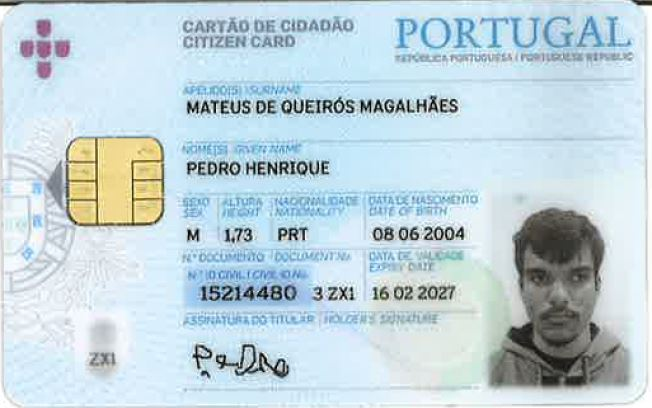 CARTÃO DE CIDADÃO
CITIZEN CARD
PORTUGAL
REPÚBLICA PORTUGUESA / PORTUGUESE REPUBLIC
APELIDO(S) / SURNAME
MATEUS DE QUEIRÓS MAGALHÃES
NOME(S) GIVEN NAME
PEDRO HENRIQUE
SEXO ALTURA NACIONALIDADE DATA DE NASCIMENTO
SEX HEIGHT NATIONALITY DATE OF BIRTH
M 1,73 PRT 08 06 2004
N.º DOCUMENTO / DOCUMENT No. DATA DE VALIDADE
N.º ID CIVIL / CIVIL ID No. EXPIRY DATE
15214480 3 ZX1 16 02 2027
ASSINATURA DO TITULAR / HOLDER'S SIGNATURE
Pedro
ZX1